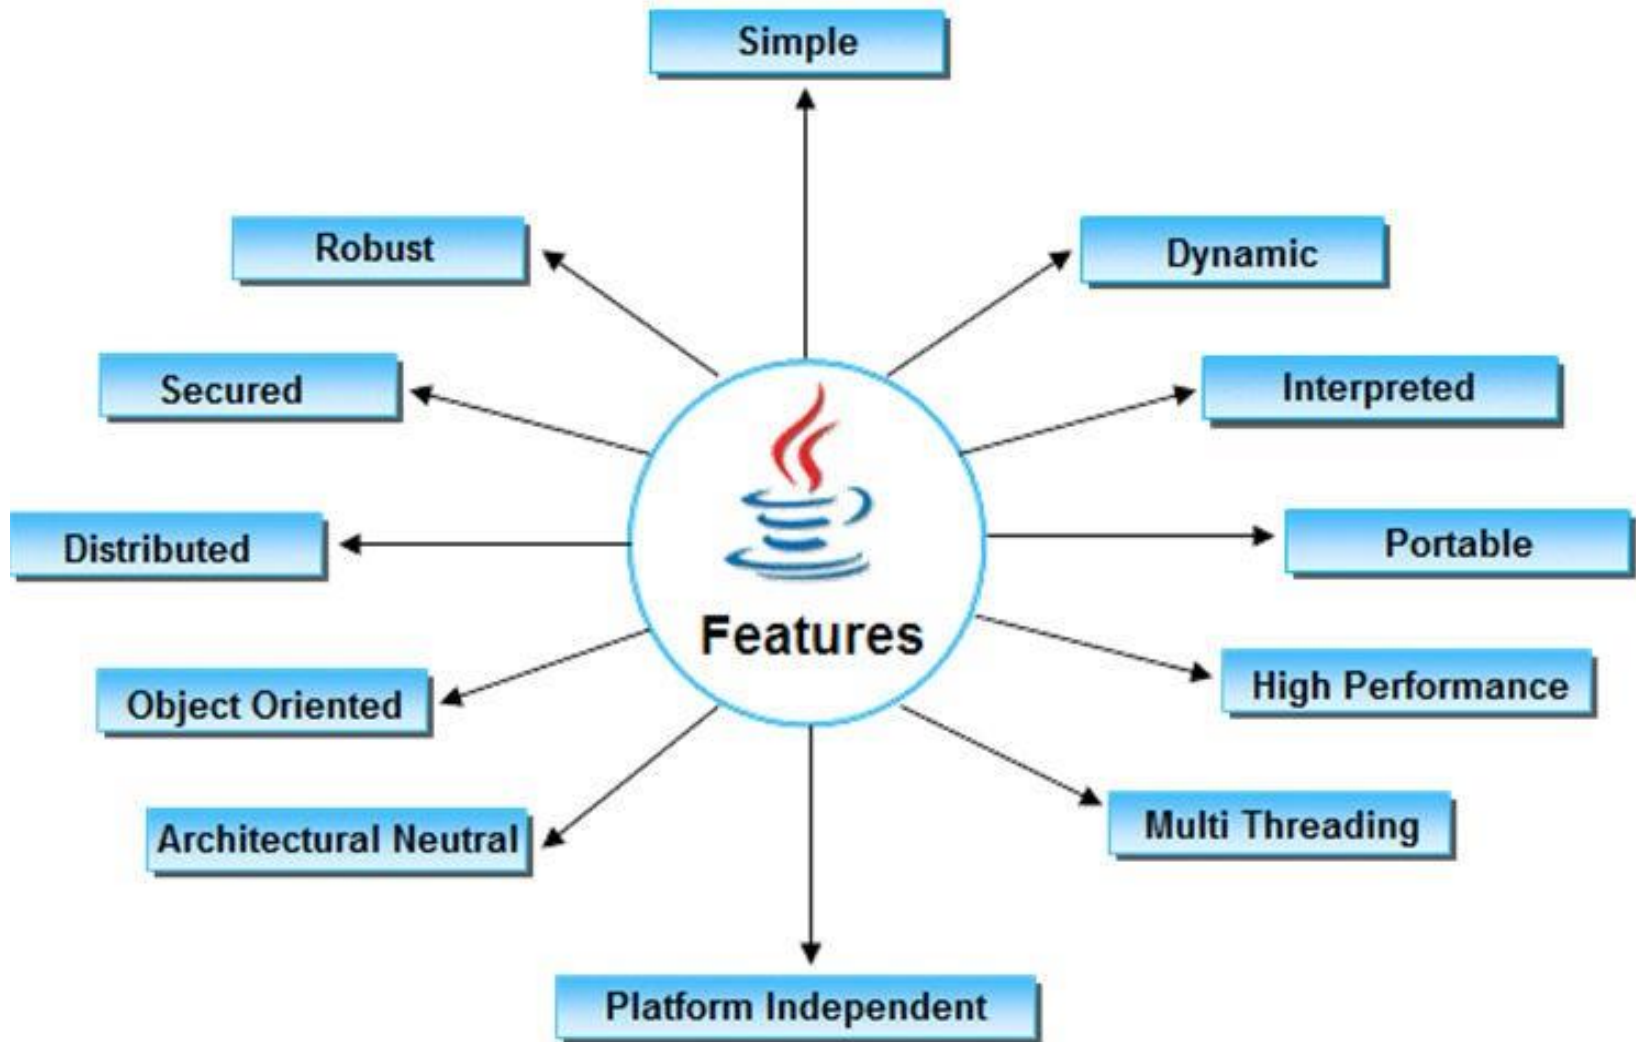 Simple
Robust
Dynamic
Secured
Interpreted
Distributed
Portable
Features
Object Oriented
High Performance
Architectural Neutral
Multi Threading
Platform Independent